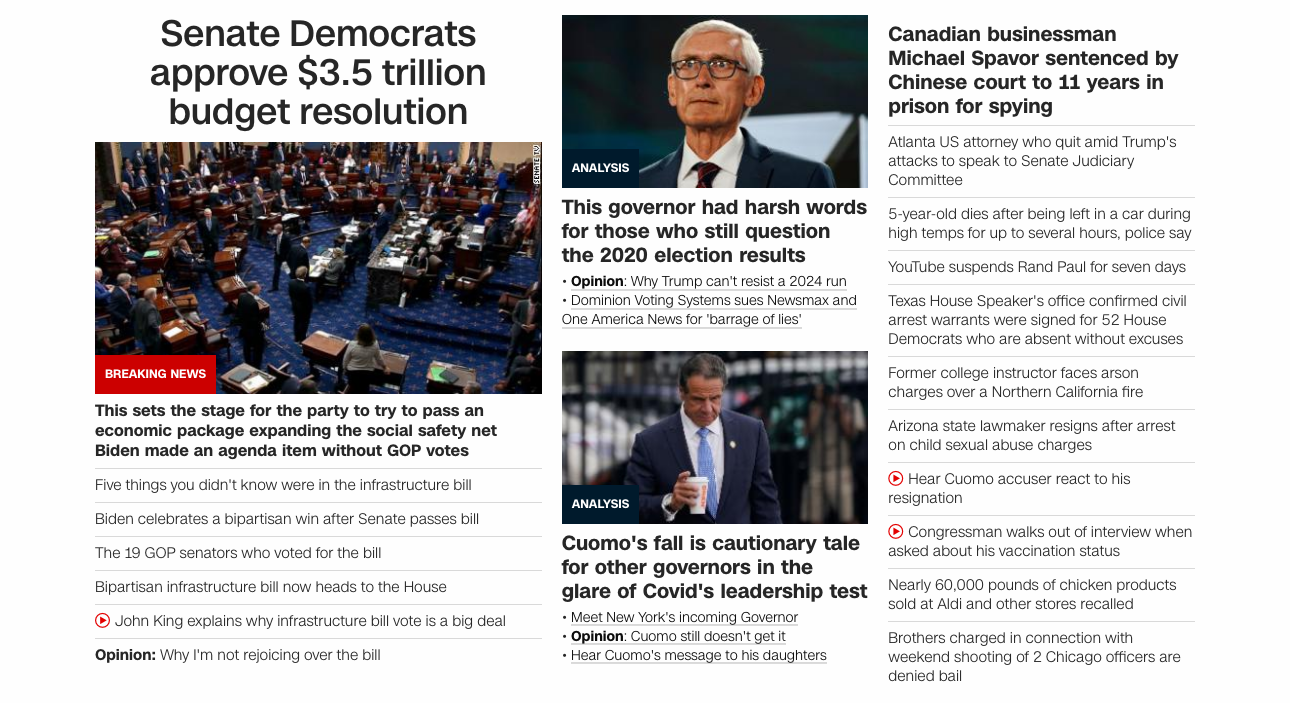 Senate Democrats
approve $3.5 trillion
budget resolution
SENATE TV
BREAKING NEWS
This sets the stage for the party to try to pass an
economic package expanding the social safety net
Biden made an agenda item without GOP votes
Five things you didn't know were in the infrastructure bill
Biden celebrates a bipartisan win after Senate passes bill
The 19 GOP senators who voted for the bill
Bipartisan infrastructure bill now heads to the House
John King explains why infrastructure bill vote is a big deal
Opinion: Why I'm not rejoicing over the bill
ANALYSIS
This governor had harsh words
for those who still question
the 2020 election results
• Opinion: Why Trump can't resist a 2024 run
• Dominion Voting Systems sues Newsmax and
One America News for 'barrage of lies'
ANALYSIS
Cuomo's fall is cautionary tale
for other governors in the
glare of Covid's leadership test
• Meet New York's incoming Governor
• Opinion: Cuomo still doesn't get it
• Hear Cuomo's message to his daughters
Canadian businessman
Michael Spavor sentenced by
Chinese court to 11 years in
prison for spying
Atlanta US attorney who quit amid Trump's
attacks to speak to Senate Judiciary
Committee
5-year-old dies after being left in a car during
high temps for up to several hours, police say
YouTube suspends Rand Paul for seven days
Texas House Speaker's office confirmed civil
arrest warrants were signed for 52 House
Democrats who are absent without excuses
Former college instructor faces arson
charges over a Northern California fire
Arizona state lawmaker resigns after arrest
on child sexual abuse charges
Hear Cuomo accuser react to his
resignation
Congressman walks out of interview when
asked about his vaccination status
Nearly 60,000 pounds of chicken products
sold at Aldi and other stores recalled
Brothers charged in connection with
weekend shooting of 2 Chicago officers are
denied bail